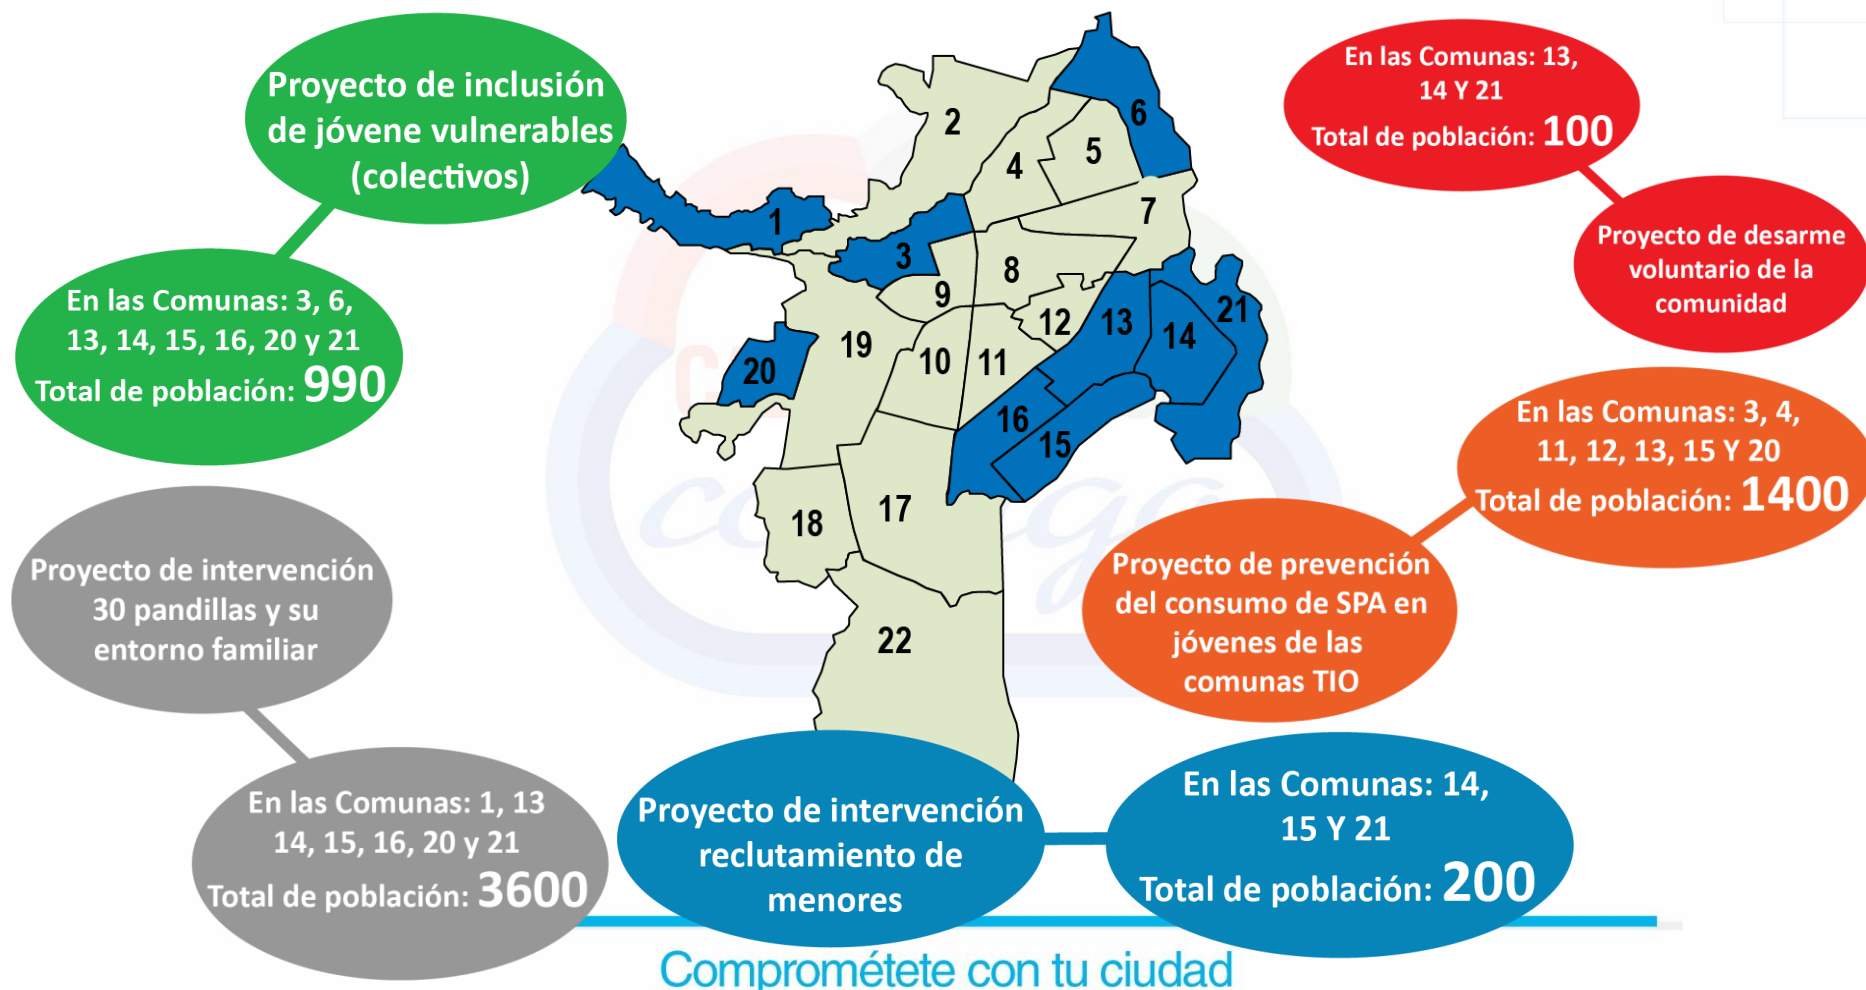 Proyecto de inclusión
de jóvene vulnerables
(colectivos)
En las Comunas: 3, 6,
13, 14, 15, 16, 20 y 21
Total de población: 990
Proyecto de intervención
30 pandillas y su
entorno familiar
En las Comunas: 1, 13
14, 15, 16, 20 y 21
Total de población: 3600
2
6
4
5
1
7
3
8
9
12
13
21
14
19
10
11
20
16
15
18
17
22
En las Comunas: 13,
14 Y 21
Total de población: 100
Proyecto de desarme
voluntario de la
comunidad
En las Comunas: 3, 4,
11, 12, 13, 15 Y 20
Total de población: 1400
Proyecto de prevención
del consumo de SPA en
jóvenes de las
comunas TIO
Proyecto de intervención
reclutamiento de
menores
En las Comunas: 14,
15 Y 21
Total de población: 200
Comprométete con tu ciudad